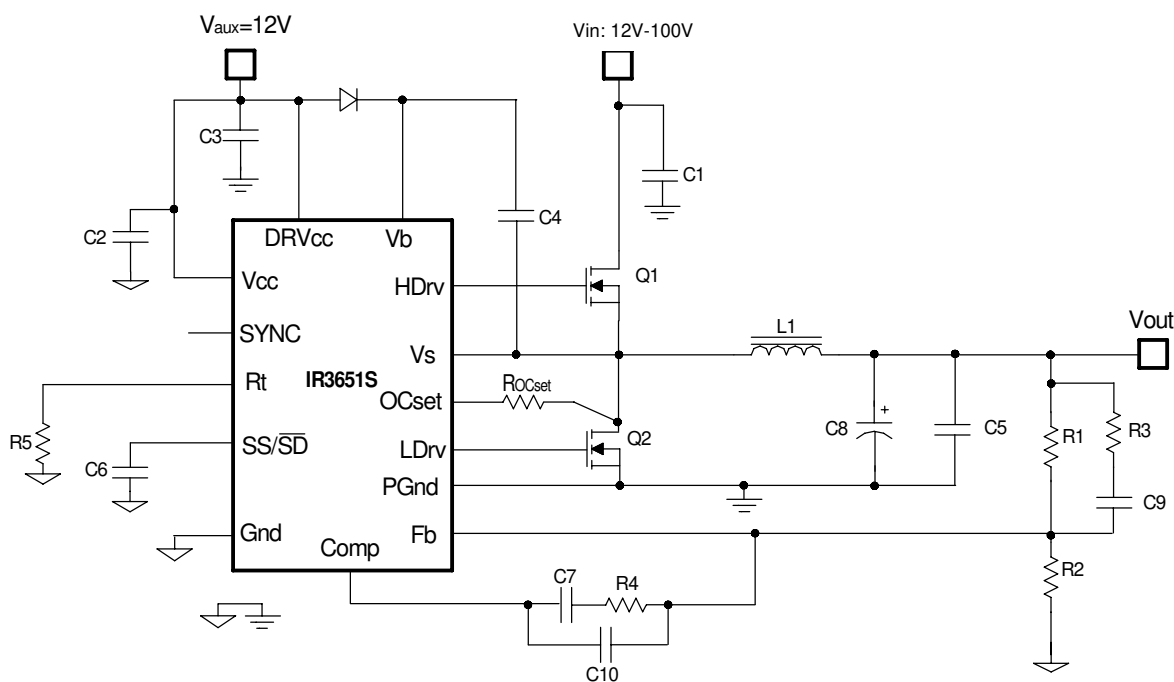 Vaux=12V
Vin: 12V-100V
C3
C1
C4
C2
DRVcc
Vb
Vcc
HDrv
Q1
SYNC
Vs
L1
Vout
Rt
IR3651S
OCset
ROCset
R5
C6
SS/SD
LDrv
Q2
C8
+
C5
R1
R3
PGnd
C9
Gnd
Comp
Fb
C7
R4
R2
C10